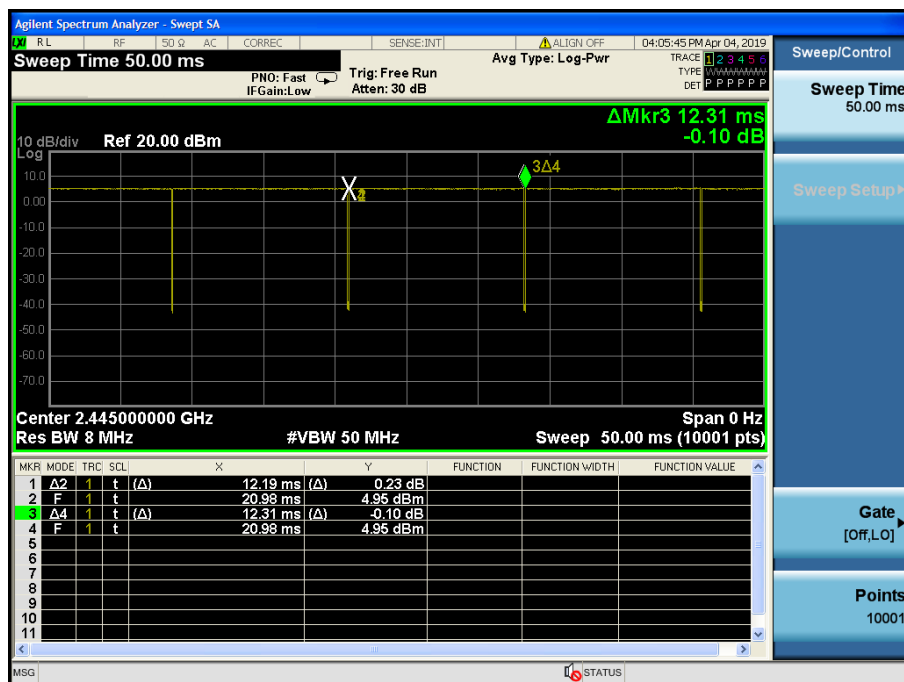 Agilent Spectrum Analyzer - Swept SA
LXI RL RF 50 Ω AC CORREC SENSE:INT ALIGN OFF 04:05:45 PM Apr 04, 2019
Sweep Time 50.00 ms
PNO: Fast
IFGain:Low
Trig: Free Run
Atten: 30 dB
Avg Type: Log-Pwr
TRACE 1 2 3 4 5 6
TYPE WWWWWW
DET P P P P P P
ΔMkr3 12.31 ms
-0.10 dB
10 dB/div Ref 20.00 dBm
Log
10.0
0.00
-10.0
-20.0
-30.0
-40.0
-50.0
-60.0
-70.0
3Δ4
Center 2.445000000 GHz Span 0 Hz
Res BW 8 MHz #VBW 50 MHz Sweep 50.00 ms (10001 pts)
MKR MODE TRC SCL X Y FUNCTION FUNCTION WIDTH FUNCTION VALUE
1 Δ2 1 t (Δ) 12.19 ms (Δ) 0.23 dB
2 F 1 t 20.98 ms 4.95 dBm
3 Δ4 1 t (Δ) 12.31 ms (Δ) -0.10 dB
4 F 1 t 20.98 ms 4.95 dBm
5
6
7
8
9
10
11
MSG STATUS
Sweep/Control
Sweep Time
50.00 ms
Sweep Setup
Gate
[Off,LO]
Points
10001